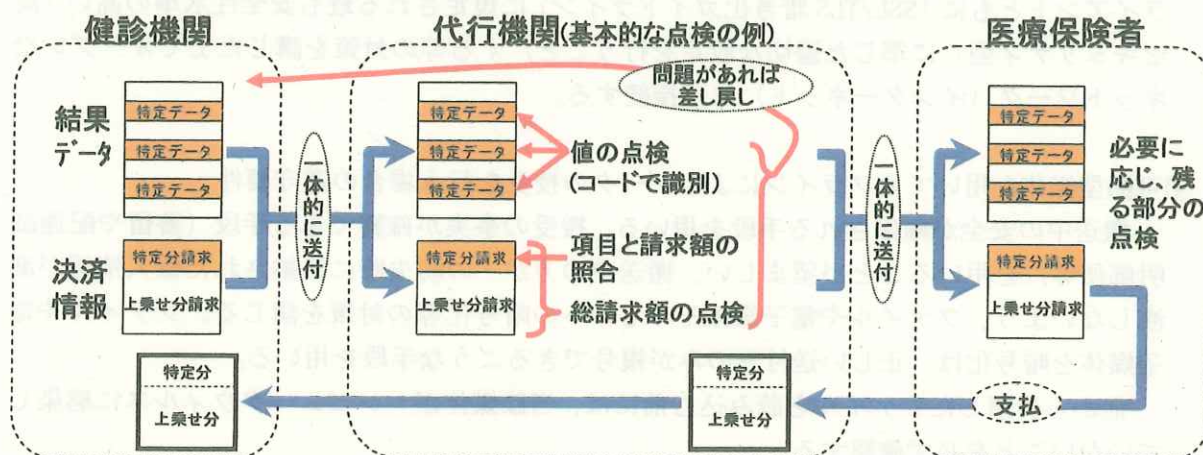 健診機関
代行機関(基本的な点検の例)
医療保険者
問題があれば
差し戻し
結果
データ
特定データ
特定データ
特定データ
一体的に送付
特定データ
特定データ
特定データ
値の点検
(コードで識別)
一体的に送付
特定データ
特定データ
特定データ
必要に
応じ、残
る部分の
点検
決済
情報
特定分請求
上乗せ分請求
特定分請求
上乗せ分請求
項目と請求額の
照合
総請求額の点検
特定分請求
上乗せ分請求
特定分
上乗せ分
特定分
上乗せ分
支払